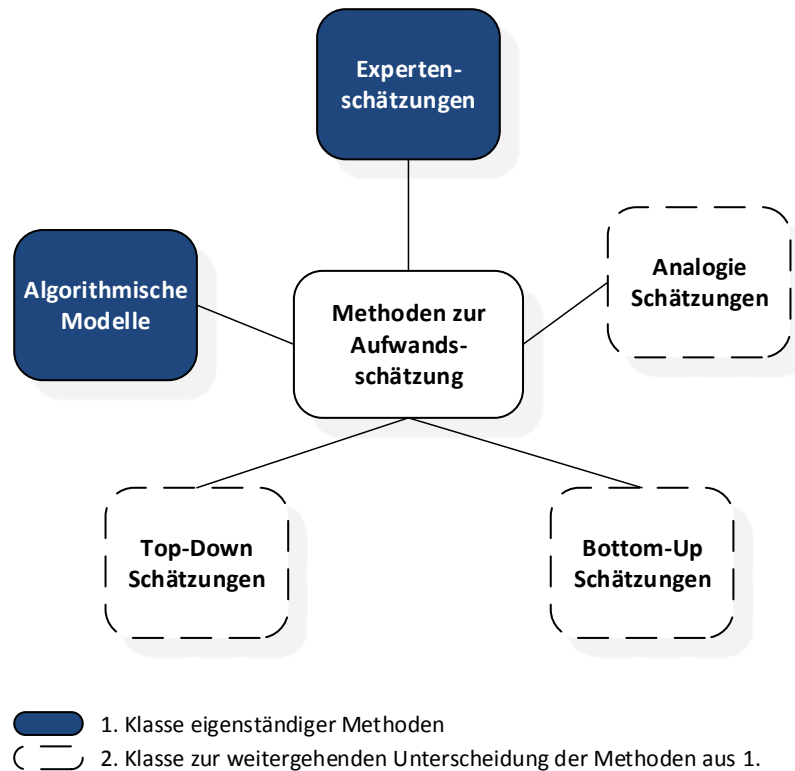 Experten-
schätzungen
Algorithmische
Modelle
Methoden zur
Aufwands-
schätzung
Analogie
Schätzungen
Top-Down
Schätzungen
Bottom-Up
Schätzungen
1. Klasse eigenständiger Methoden
2. Klasse zur weitergehenden Unterscheidung der Methoden aus 1.